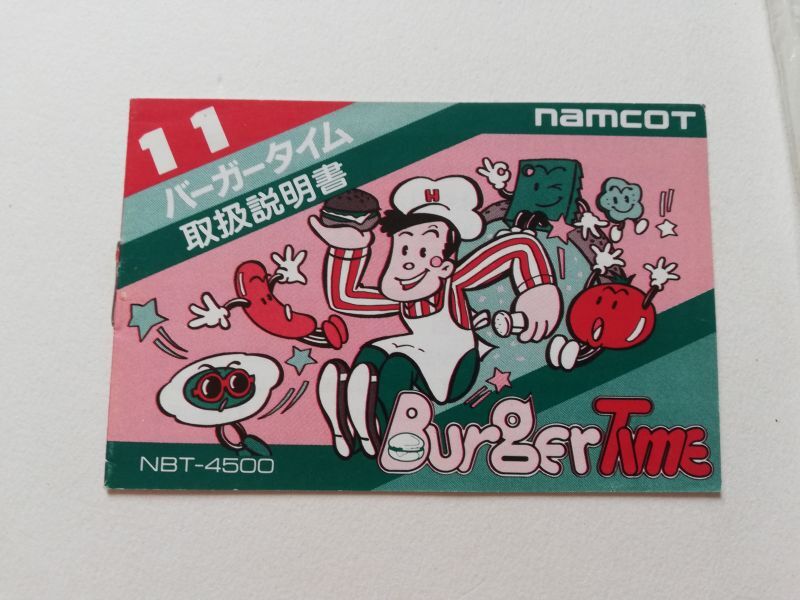 11
バーガータイム
取扱説明書
namcoT
H
BurgerTime
NBT-4500